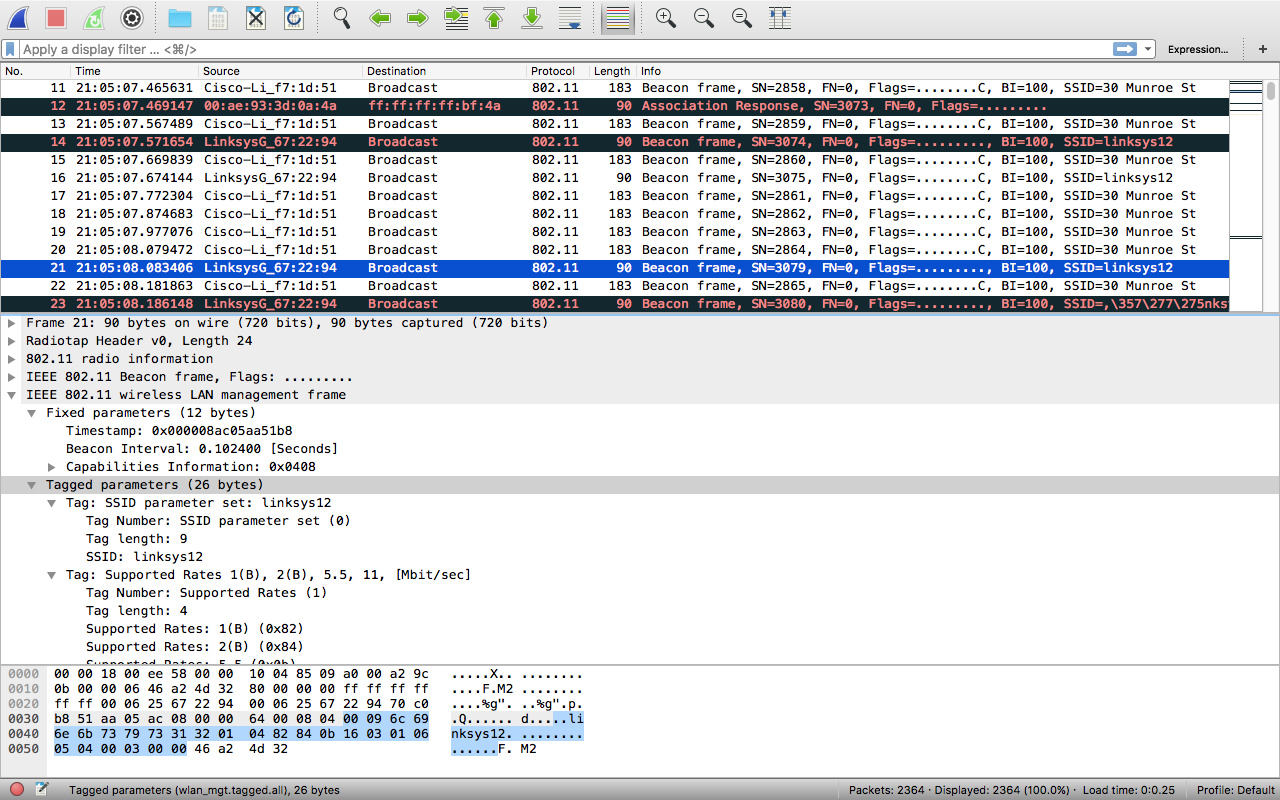 Apply a display filter ... <⌘/>
Expression...
+
No. Time Source Destination Protocol Length Info
11 21:05:07.465631 Cisco-Li_f7:1d:51 Broadcast 802.11 183 Beacon frame, SN=2858, FN=0, Flags=........C, BI=100, SSID=30 Munroe St
12 21:05:07.469147 00:ae:93:3d:0a:4a ff:ff:ff:ff:bf:4a 802.11 90 Association Response, SN=3073, FN=0, Flags=.........
13 21:05:07.567489 Cisco-Li_f7:1d:51 Broadcast 802.11 183 Beacon frame, SN=2859, FN=0, Flags=........C, BI=100, SSID=30 Munroe St
14 21:05:07.571654 LinksysG_67:22:94 Broadcast 802.11 90 Beacon frame, SN=3074, FN=0, Flags=........., BI=100, SSID=linksys12
15 21:05:07.669839 Cisco-Li_f7:1d:51 Broadcast 802.11 183 Beacon frame, SN=2860, FN=0, Flags=........C, BI=100, SSID=30 Munroe St
16 21:05:07.674144 LinksysG_67:22:94 Broadcast 802.11 90 Beacon frame, SN=3075, FN=0, Flags=........C, BI=100, SSID=linksys12
17 21:05:07.772304 Cisco-Li_f7:1d:51 Broadcast 802.11 183 Beacon frame, SN=2861, FN=0, Flags=........C, BI=100, SSID=30 Munroe St
18 21:05:07.874683 Cisco-Li_f7:1d:51 Broadcast 802.11 183 Beacon frame, SN=2862, FN=0, Flags=........C, BI=100, SSID=30 Munroe St
19 21:05:07.977076 Cisco-Li_f7:1d:51 Broadcast 802.11 183 Beacon frame, SN=2863, FN=0, Flags=........C, BI=100, SSID=30 Munroe St
20 21:05:08.079472 Cisco-Li_f7:1d:51 Broadcast 802.11 183 Beacon frame, SN=2864, FN=0, Flags=........C, BI=100, SSID=30 Munroe St
21 21:05:08.083406 LinksysG_67:22:94 Broadcast 802.11 90 Beacon frame, SN=3079, FN=0, Flags=........., BI=100, SSID=linksys12
22 21:05:08.181863 Cisco-Li_f7:1d:51 Broadcast 802.11 183 Beacon frame, SN=2865, FN=0, Flags=........C, BI=100, SSID=30 Munroe St
23 21:05:08.186148 LinksysG_67:22:94 Broadcast 802.11 90 Beacon frame, SN=3080, FN=0, Flags=........., BI=100, SSID=,\357\277\275nks
Frame 21: 90 bytes on wire (720 bits), 90 bytes captured (720 bits)
Radiotap Header v0, Length 24
802.11 radio information
IEEE 802.11 Beacon frame, Flags: .........
IEEE 802.11 wireless LAN management frame
Fixed parameters (12 bytes)
Timestamp: 0x000008ac05aa51b8
Beacon Interval: 0.102400 [Seconds]
Capabilities Information: 0x0408
Tagged parameters (26 bytes)
Tag: SSID parameter set: linksys12
Tag Number: SSID parameter set (0)
Tag length: 9
SSID: linksys12
Tag: Supported Rates 1(B), 2(B), 5.5, 11, [Mbit/sec]
Tag Number: Supported Rates (1)
Tag length: 4
Supported Rates: 1(B) (0x82)
Supported Rates: 2(B) (0x84)
Supported Rates: 5.5 (0x0b)
0000 00 00 18 00 ee 58 00 00 10 04 85 09 a0 00 a2 9c .....X.. ........
0010 0b 00 00 06 46 a2 4d 32 80 00 00 00 ff ff ff ff ....F.M2 ........
0020 ff ff 00 06 25 67 22 94 00 06 25 67 22 94 70 c0 ....%g". ..%g".p.
0030 b8 51 aa 05 ac 08 00 00 64 00 08 04 00 09 6c 69 .Q...... d.....li
0040 6e 6b 73 79 73 31 32 01 04 82 84 0b 16 03 01 06 nksys12. ........
0050 05 04 00 03 00 00 46 a2 4d 32 ......F. M2
Tagged parameters (wlan_mgt.tagged.all), 26 bytes
Packets: 2364 · Displayed: 2364 (100.0%) · Load time: 0:0.25
Profile: Default